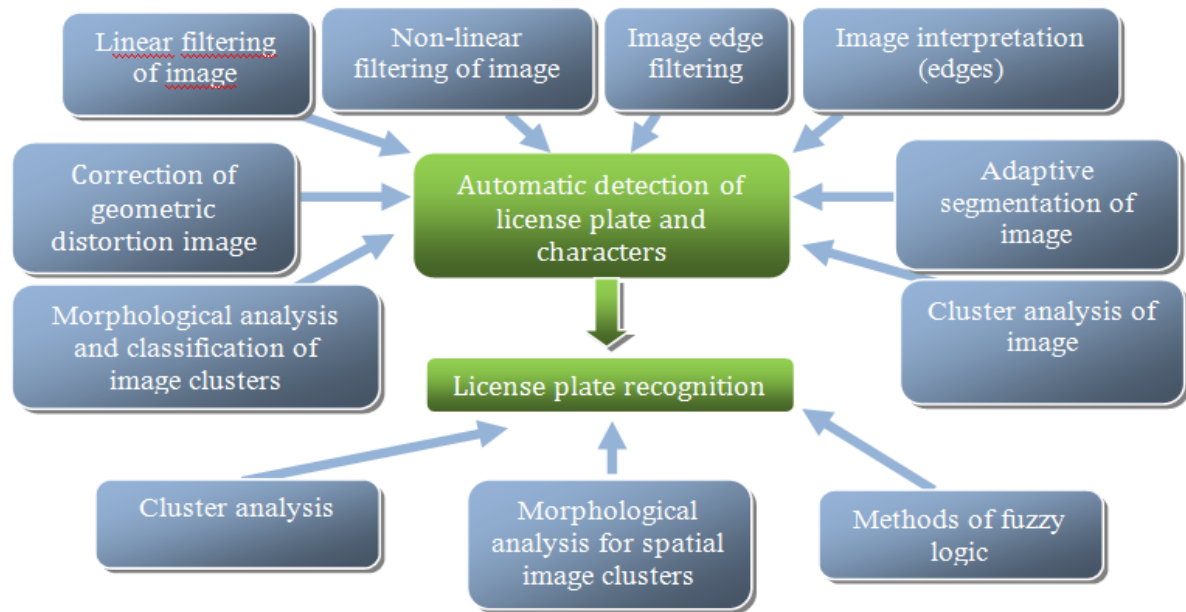 Linear filtering
of image
Non-linear
filtering of image
Image edge
filtering
Image interpretation
(edges)
Correction of
geometric
distortion image
Automatic detection of
license plate and
characters
Adaptive
segmentation of
image
Morphological analysis
and classification of
image clusters
Cluster analysis of
image
License plate recognition
Cluster analysis
Morphological
analysis for spatial
image clusters
Methods of fuzzy
logic